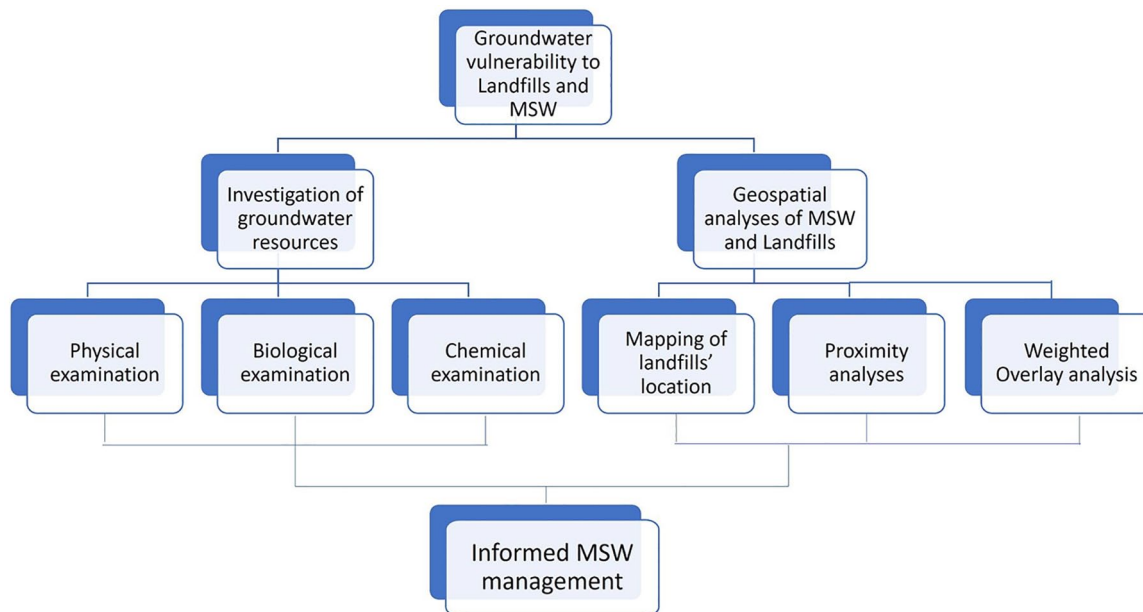 Groundwater
vulnerability to
Landfills and
MSW
Investigation of
groundwater
resources
Geospatial
analyses of MSW
and Landfills
Physical
examination
Biological
examination
Chemical
examination
Mapping of
landfills’
location
Proximity
analyses
Weighted
Overlay analysis
Informed MSW
management